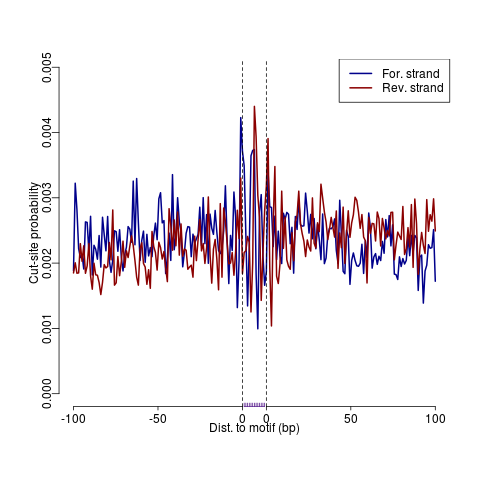 For. strand
Rev. strand
0.005
0.004
0.003
0.002
0.001
0.000
Cut-site probability
-100 -50 0 0 50 100
Dist. to motif (bp)